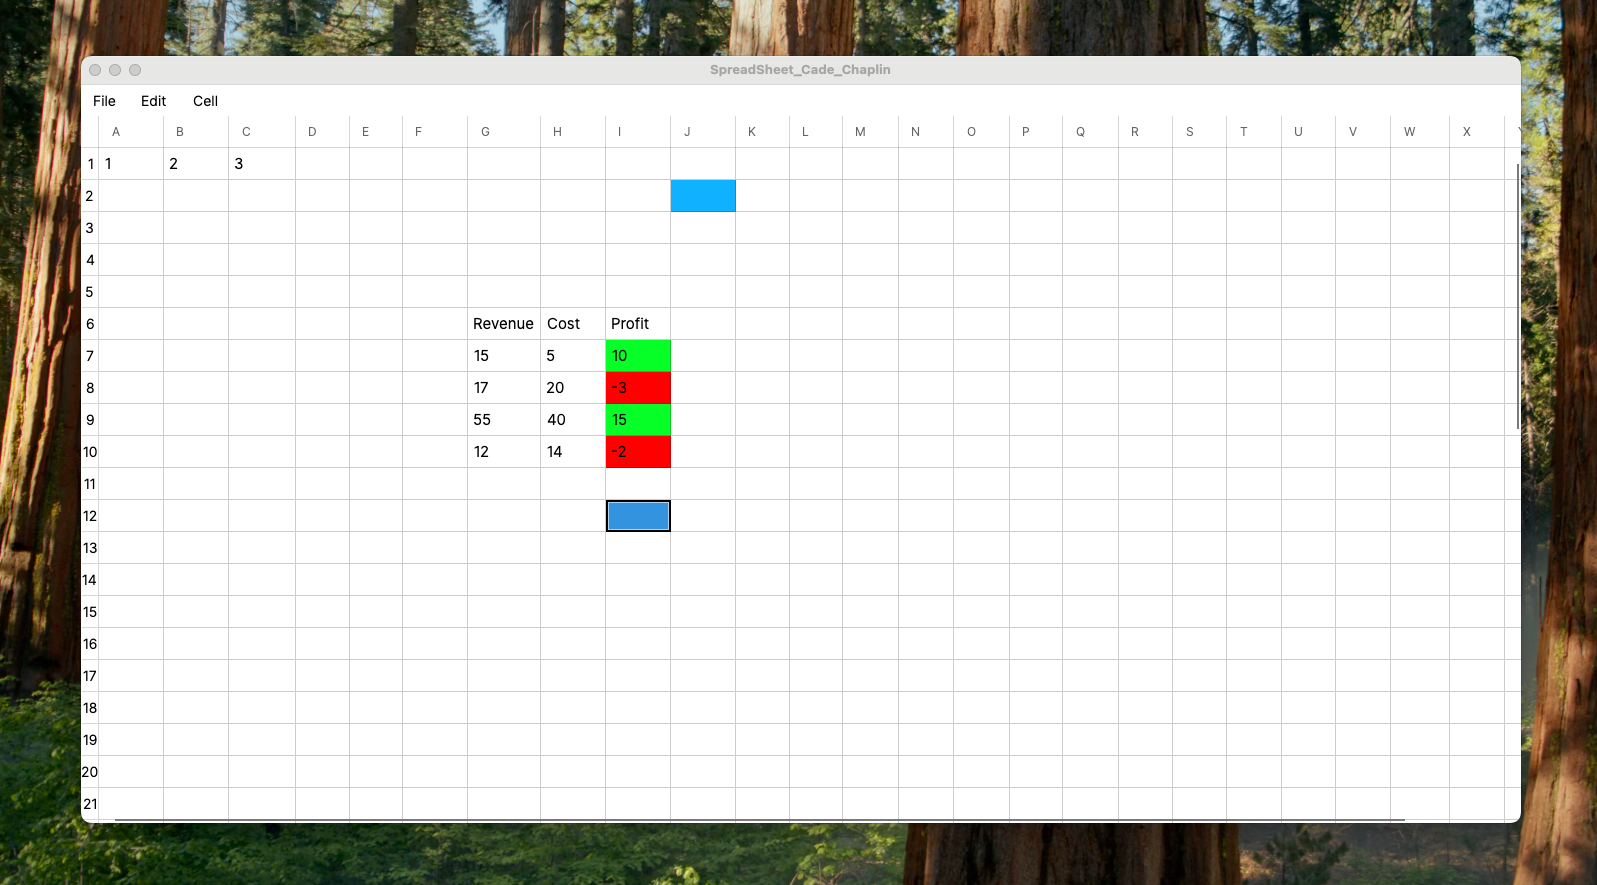 SpreadSheet_Cade_Chaplin
File Edit Cell
A B C D E F G H I J K L M N O P Q R S T U V W X
1 1 2 3
2
3
4
5
6 Revenue Cost Profit
7 15 5 10
8 17 20 -3
9 55 40 15
10 12 14 -2
11
12
13
14
15
16
17
18
19
20
21